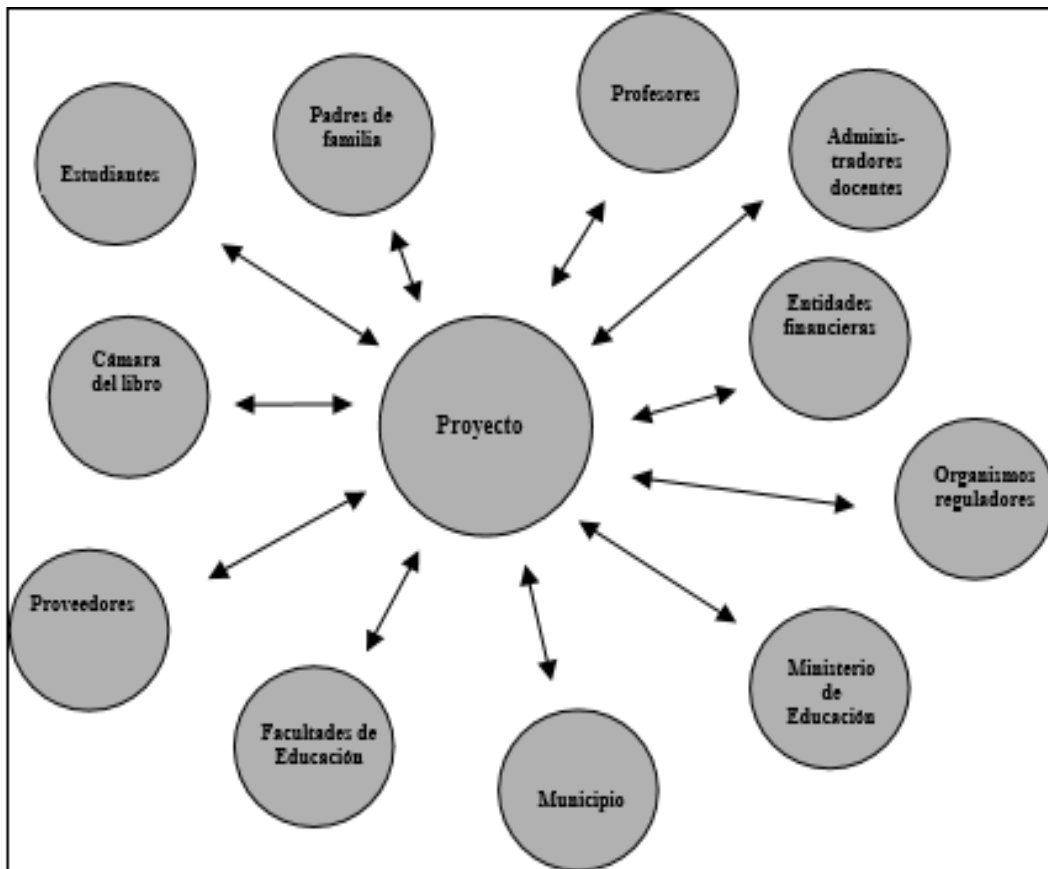 Profesores
Padres de
familia
Adminis-
tradores
docentes
Estudiantes
Entidades
financieras
Cámara
del libro
Proyecto
Organismos
reguladores
Proveedores
Ministerio
de
Educación
Facultades de
Educación
Municipio